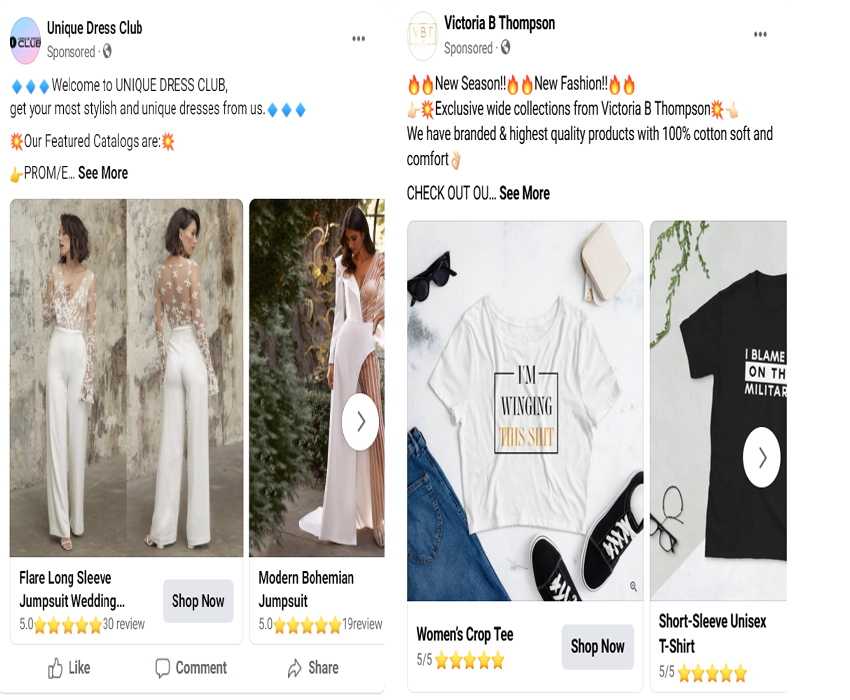 Unique Dress Club
Sponsored ·
CLUB
🔷🔷🔷Welcome to UNIQUE DRESS CLUB,
get your most stylish and unique dresses from us.🔷🔷🔷
💥Our Featured Catalogs are:💥
👉PROM/E... See More
Flare Long Sleeve
Jumpsuit Wedding...
5.0⭐⭐⭐⭐⭐30 review
Shop Now
Modern Bohemian
Jumpsuit
5.0⭐⭐⭐⭐⭐19review
Like
Comment
Share
Victoria B Thompson
Sponsored ·
VBT
🔥🔥New Season!!🔥🔥New Fashion!!🔥🔥
👉🏻💥Exclusive wide collections from Victoria B Thompson💥👈🏻
We have branded & highest quality products with 100% cotton soft and
comfort👌🏻
CHECK OUT OU... See More
I'M
WINGING
THIS SHIT
I BLAME
ON TH
MILITAR
Women's Crop Tee
5/5 ⭐⭐⭐⭐⭐
Shop Now
Short-Sleeve Unisex
T-Shirt
5/5 ⭐⭐⭐⭐⭐